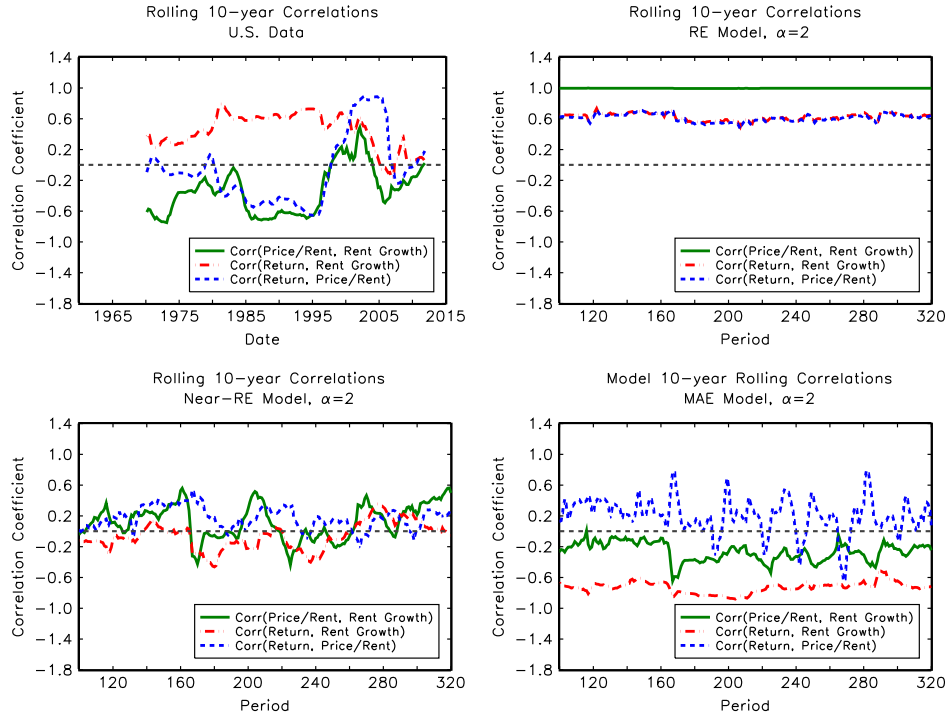 Rolling 10-year Correlations
U.S. Data
Correlation Coefficient
1.4
1.0
0.6
0.2
−0.2
−0.6
−1.0
−1.4
−1.8
Corr(Price/Rent, Rent Growth)
Corr(Return, Rent Growth)
Corr(Return, Price/Rent)
1965 1975 1985 1995 2005 2015
Date
Rolling 10-year Correlations
RE Model, α=2
Correlation Coefficient
1.4
1.0
0.6
0.2
−0.2
−0.6
−1.0
−1.4
−1.8
Corr(Price/Rent, Rent Growth)
Corr(Return, Rent Growth)
Corr(Return, Price/Rent)
120 160 200 240 280 320
Period
Rolling 10-year Correlations
Near-RE Model, α=2
Correlation Coefficient
1.4
1.0
0.6
0.2
−0.2
−0.6
−1.0
−1.4
−1.8
Corr(Price/Rent, Rent Growth)
Corr(Return, Rent Growth)
Corr(Return, Price/Rent)
120 160 200 240 280 320
Period
Model 10-year Rolling Correlations
MAE Model, α=2
Correlation Coefficient
1.4
1.0
0.6
0.2
−0.2
−0.6
−1.0
−1.4
−1.8
Corr(Price/Rent, Rent Growth)
Corr(Return, Rent Growth)
Corr(Return, Price/Rent)
120 160 200 240 280 320
Period